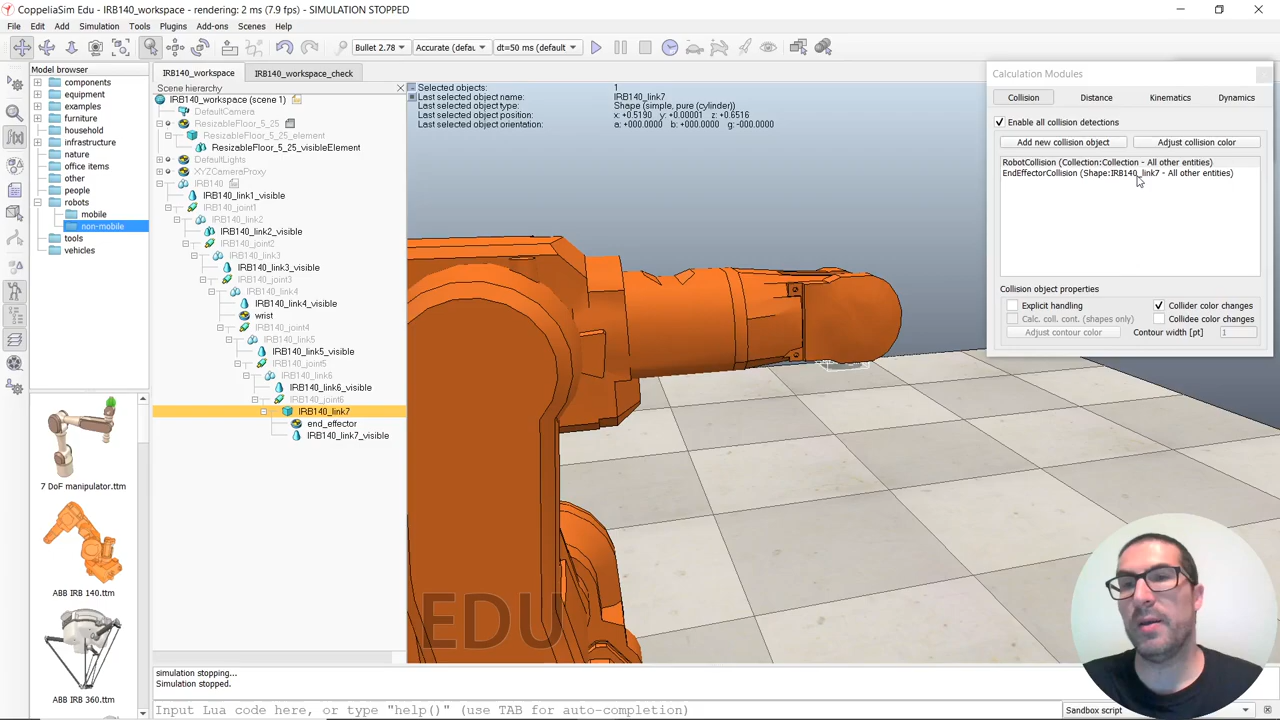 CoppeliaSim Edu - IRB140_workspace - rendering: 2 ms (7.9 fps) - SIMULATION STOPPED
File Edit Add Simulation Tools Plugins Add-ons Scenes Help
Bullet 2.78 Accurate (defau dt=50 ms (default)
Model browser
components
equipment
examples
furniture
household
infrastructure
nature
office items
other
people
robots
mobile
non-mobile
tools
vehicles
7 DoF manipulator.ttm
ABB IRB 140.ttm
ABB IRB 360.ttm
IRB140_workspace IRB140_workspace_check
Scene hierarchy
IRB140_workspace (scene 1)
DefaultCamera
ResizableFloor_5_25
ResizableFloor_5_25_element
ResizableFloor_5_25_visibleElement
DefaultLights
XYZCameraProxy
IRB140
IRB140_link1_visible
IRB140_joint1
IRB140_link2
IRB140_link2_visible
IRB140_joint2
IRB140_link3
IRB140_link3_visible
IRB140_joint3
IRB140_link4
IRB140_link4_visible
wrist
IRB140_joint4
IRB140_link5
IRB140_link5_visible
IRB140_joint5
IRB140_link6
IRB140_link6_visible
IRB140_joint6
IRB140_link7
end_effector
IRB140_link7_visible
Selected objects: 1
Last selected object name: IRB140_link7
Last selected object type: Shape (simple, pure (cylinder))
Last selected object position: x: +0.5190 y: +0.00001 z: +0.6516
Last selected object orientation: a: +000.0000 b: +000.0000 g: -000.0000
EDU
Calculation Modules
Collision Distance Kinematics Dynamics
Enable all collision detections
Add new collision object Adjust collision color
RobotCollision (Collection:Collection - All other entities)
EndEffectorCollision (Shape:IRB140_link7 - All other entities)
Collision object properties
Explicit handling Collider color changes
Calc. coll. cont. (shapes only) Collidee color changes
Adjust contour color Contour width [pt] 1
simulation stopping...
Simulation stopped.
Input Lua code here, or type "help()" (use TAB for auto-completion) Sandbox script